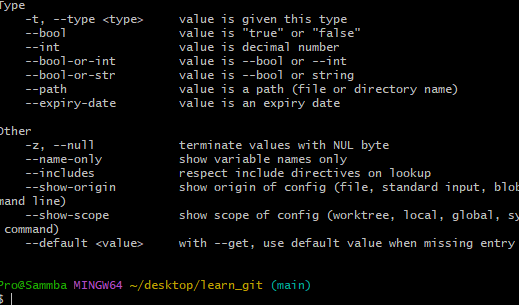 Type
-t, --type <type> value is given this type
--bool value is "true" or "false"
--int value is decimal number
--bool-or-int value is --bool or --int
--bool-or-str value is --bool or string
--path value is a path (file or directory name)
--expiry-date value is an expiry date
Other
-z, --null terminate values with NUL byte
--name-only show variable names only
--includes respect include directives on lookup
--show-origin show origin of config (file, standard input, blob
mand line)
--show-scope show scope of config (worktree, local, global, sy
command)
--default <value> with --get, use default value when missing entry
Pro@Sammba MINGW64 ~/desktop/learn_git (main)
$